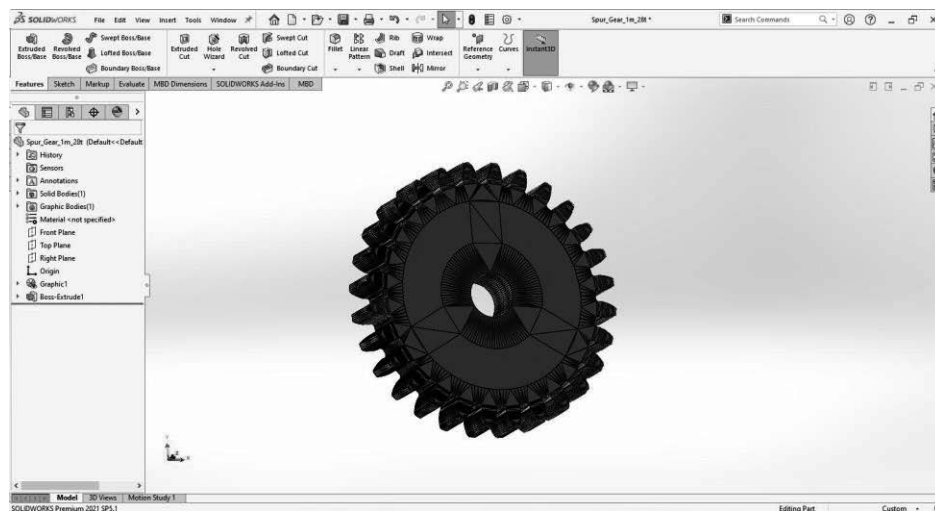 SOLIDWORKS File Edit View Insert Tools Window Spur_Gear_1m_28t * Search Commands
Extruded Boss/Base Revolved Boss/Base Swept Boss/Base Lofted Boss/Base Boundary Boss/Base Extruded Cut Hole Wizard Revolved Cut Swept Cut Lofted Cut Boundary Cut Fillet Linear Pattern Rib Draft Shell Wrap Intersect Mirror Reference Geometry Curves Instant3D
Features Sketch Markup Evaluate MBD Dimensions SOLIDWORKS Add-Ins MBD
Spur_Gear_1m_28t (Default<<Default
History
Sensors
Annotations
Solid Bodies(1)
Graphic Bodies(1)
Material <not specified>
Front Plane
Top Plane
Right Plane
Origin
Graphic1
Boss-Extrude1
Model 3D Views Motion Study 1
SOLIDWORKS Premium 2021 SP5.1 Editing Part Custom